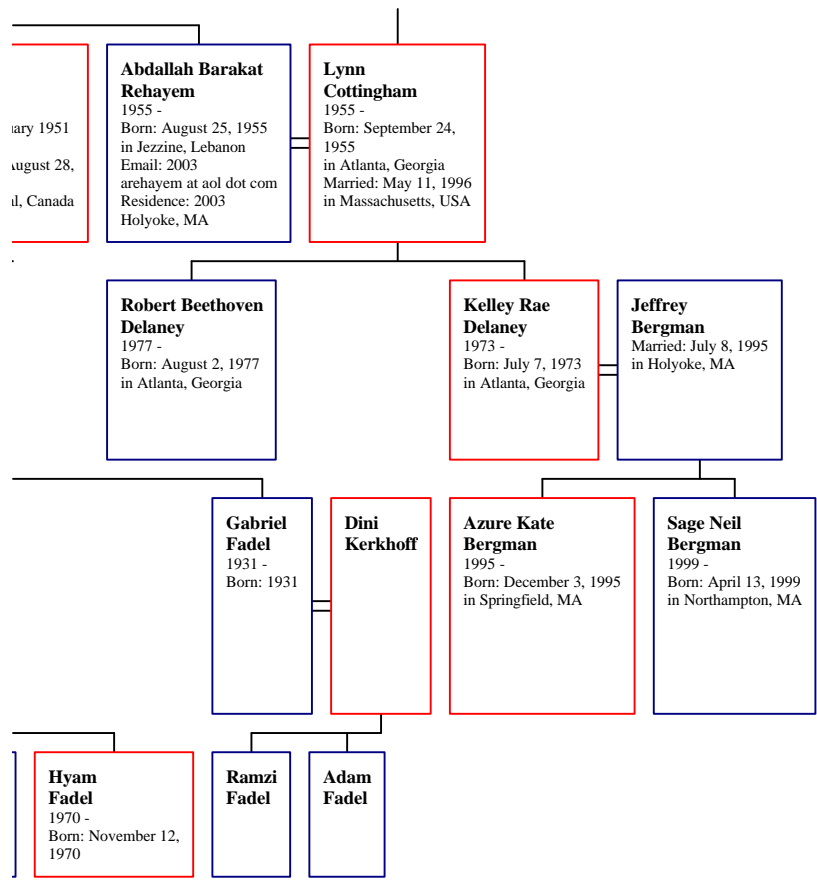 1951
August 28,
Canada
Abdallah Barakat
Rehayem
1955 -
Born: August 25, 1955
in Jezzine, Lebanon
Email: 2003
arehayem at aol dot com
Residence: 2003
Holyoke, MA
Lynn
Cottingham
1955 -
Born: September 24,
1955
in Atlanta, Georgia
Married: May 11, 1996
in Massachusetts, USA
Robert Beethoven
Delaney
1977 -
Born: August 2, 1977
in Atlanta, Georgia
Kelley Rae
Delaney
1973 -
Born: July 7, 1973
in Atlanta, Georgia
Jeffrey
Bergman
Married: July 8, 1995
in Holyoke, MA
Gabriel
Fadel
1931 -
Born: 1931
Dini
Kerkhoff
Azure Kate
Bergman
1995 -
Born: December 3, 1995
in Springfield, MA
Sage Neil
Bergman
1999 -
Born: April 13, 1999
in Northampton, MA
Hyam
Fadel
1970 -
Born: November 12,
1970
Ramzi
Fadel
Adam
Fadel